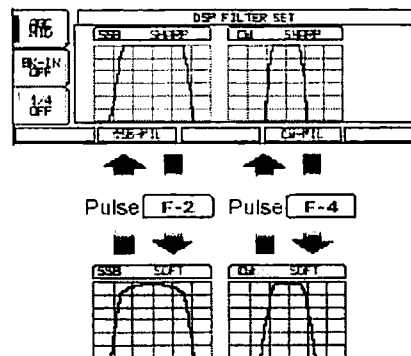 DSP FILTER SET
AGC
MID
SSB SHARP CW SHARP
BK-IN
OFF
1/4
OFF
SSB-FIL CW-FIL
Pulse F-2 Pulse F-4
SSB SOFT CW SOFT